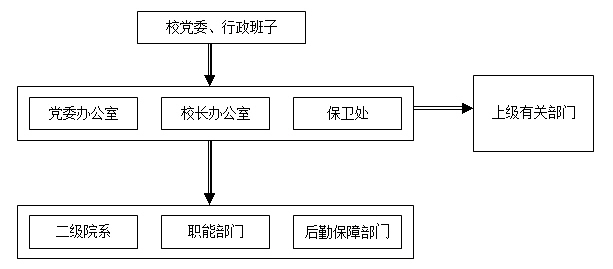 校党委、行政班子
党委办公室
校长办公室
保卫处
上级有关部门
二级院系
职能部门
后勤保障部门